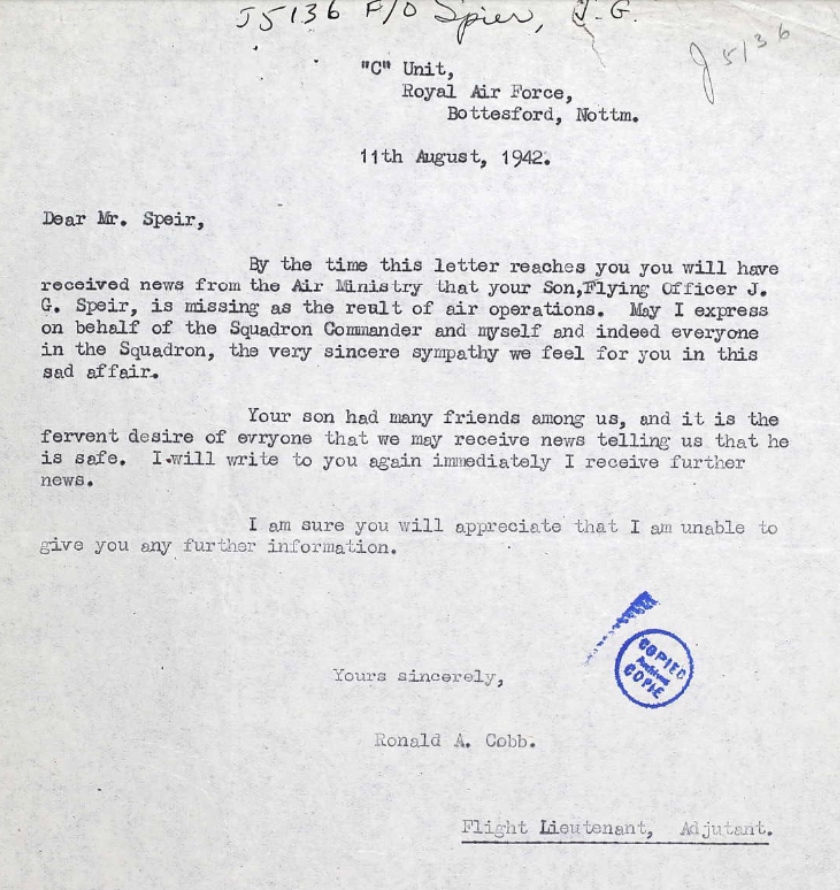 J5136 F/O Spier, J. G.
J5136
"C" Unit,
Royal Air Force,
Bottesford, Nottm.
11th August, 1942.
Dear Mr. Speir,
By the time this letter reaches you you will have
received news from the Air Ministry that your Son,Flying Officer J.
G. Speir, is missing as the reult of air operations. May I express
on behalf of the Squadron Commander and myself and indeed everyone
in the Squadron, the very sincere sympathy we feel for you in this
sad affair.
Your son had many friends among us, and it is the
fervent desire of evryone that we may receive news telling us that he
is safe. I.will write to you again immediately I receive further
news.
I am sure you will appreciate that I am unable to
give you any further information.
COPIED
Archives
COPIE
Yours sincerely,
Ronald A. Cobb.
Flight Lieutenant, Adjutant.